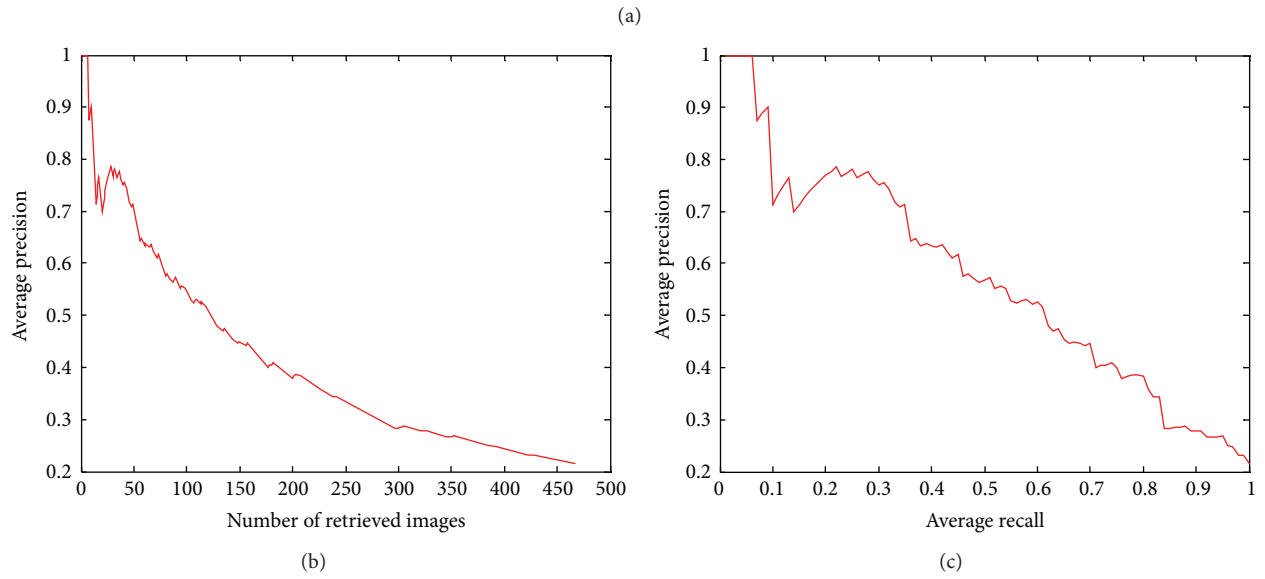 (a)
1
0.9
0.8
0.7
0.6
0.5
0.4
0.3
0.2
Average precision
0 50 100 150 200 250 300 350 400 450 500
Number of retrieved images
(b)
1
0.9
0.8
0.7
0.6
0.5
0.4
0.3
0.2
Average precision
0 0.1 0.2 0.3 0.4 0.5 0.6 0.7 0.8 0.9 1
Average recall
(c)